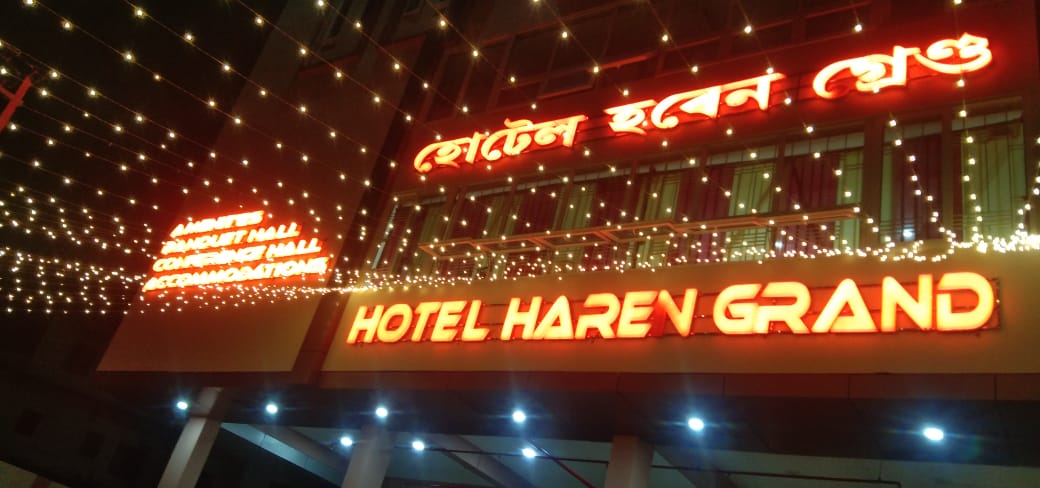 হোটেল হৰেন গ্ৰেণ্ড
AMENITIES
BANQUET HALL
CONFERENCE HALL
ACCOMMODATIONS
HOTEL HAREN GRAND